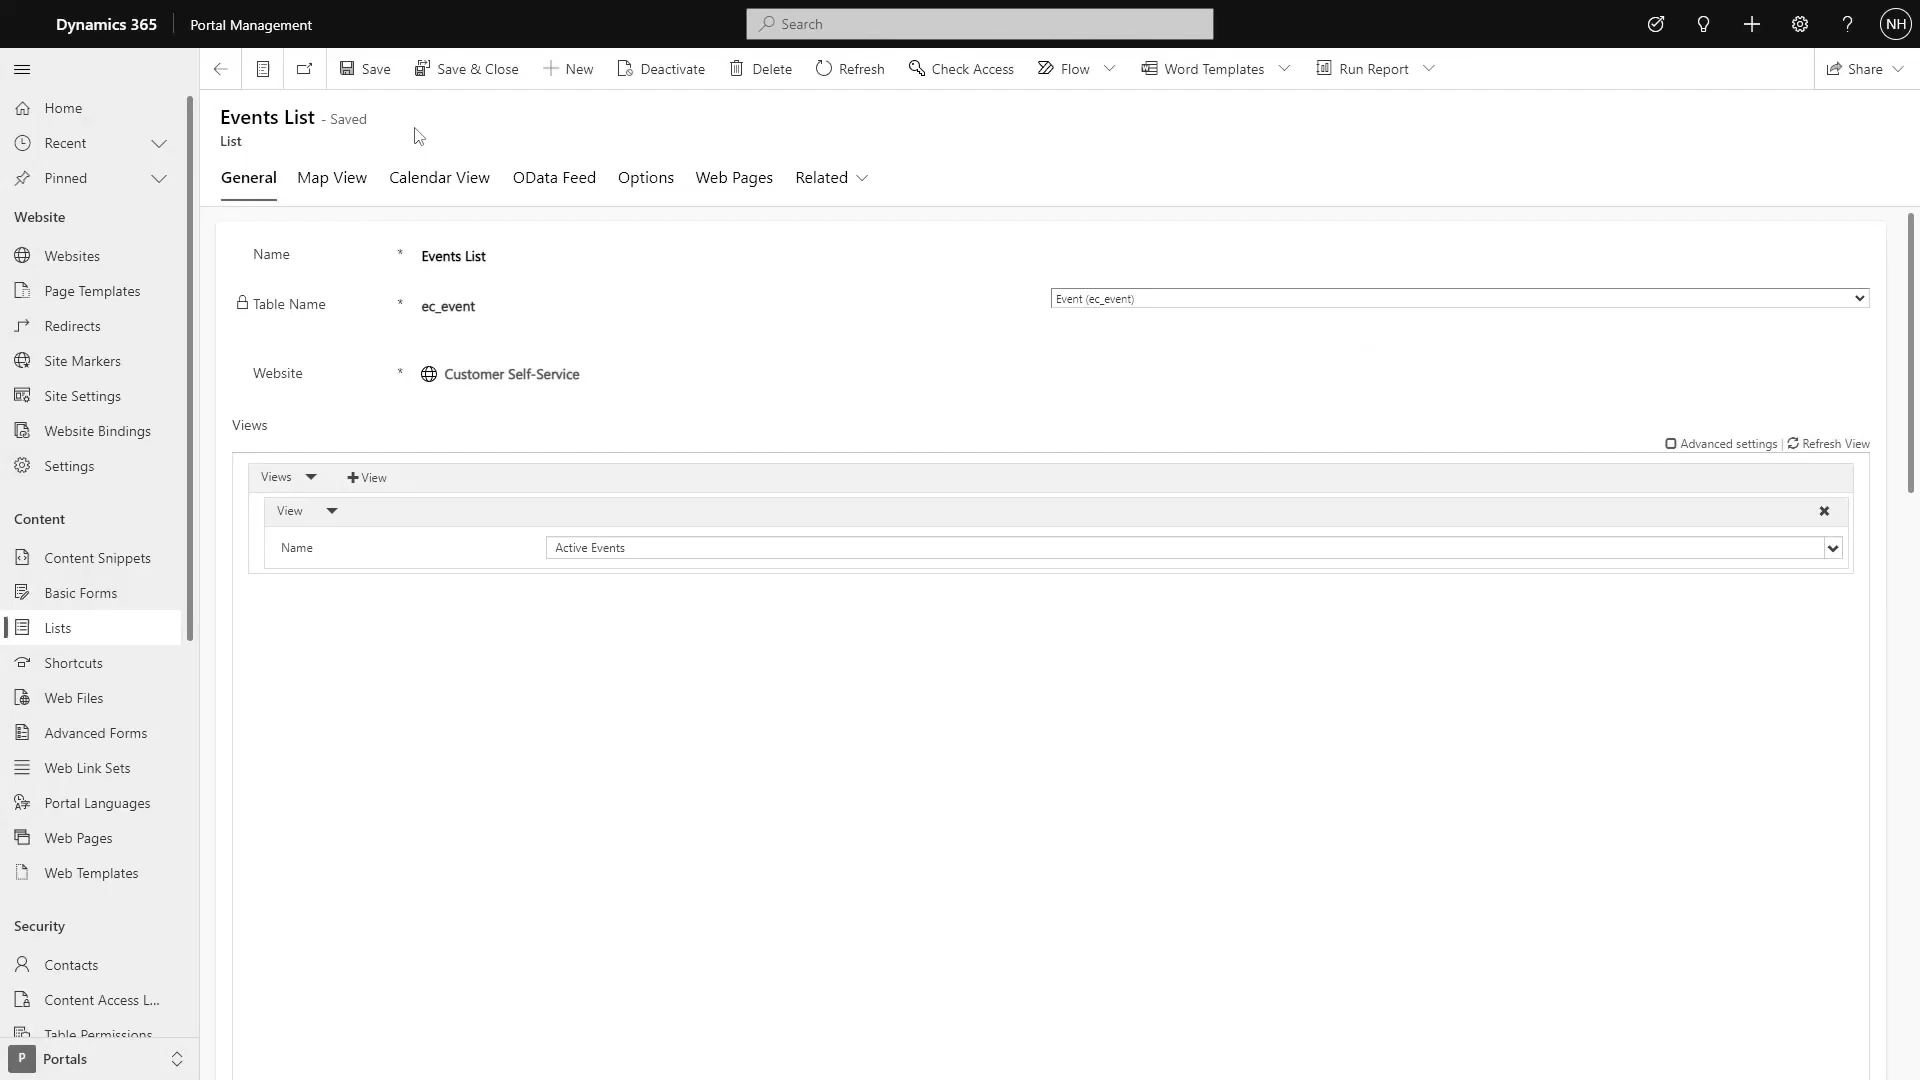 Dynamics 365
Portal Management
Search
NH
Save
Save & Close
New
Deactivate
Delete
Refresh
Check Access
Flow
Word Templates
Run Report
Share
Home
Recent
Pinned
Website
Websites
Page Templates
Redirects
Site Markers
Site Settings
Website Bindings
Settings
Content
Content Snippets
Basic Forms
Lists
Shortcuts
Web Files
Advanced Forms
Web Link Sets
Portal Languages
Web Pages
Web Templates
Security
Contacts
Content Access L...
Table Permissions
P Portals
Events List - Saved
List
General
Map View
Calendar View
OData Feed
Options
Web Pages
Related
Name * Events List
Table Name * ec_event
Event (ec_event)
Website * Customer Self-Service
Views
Advanced settings | Refresh View
Views
View
View
Name
Active Events